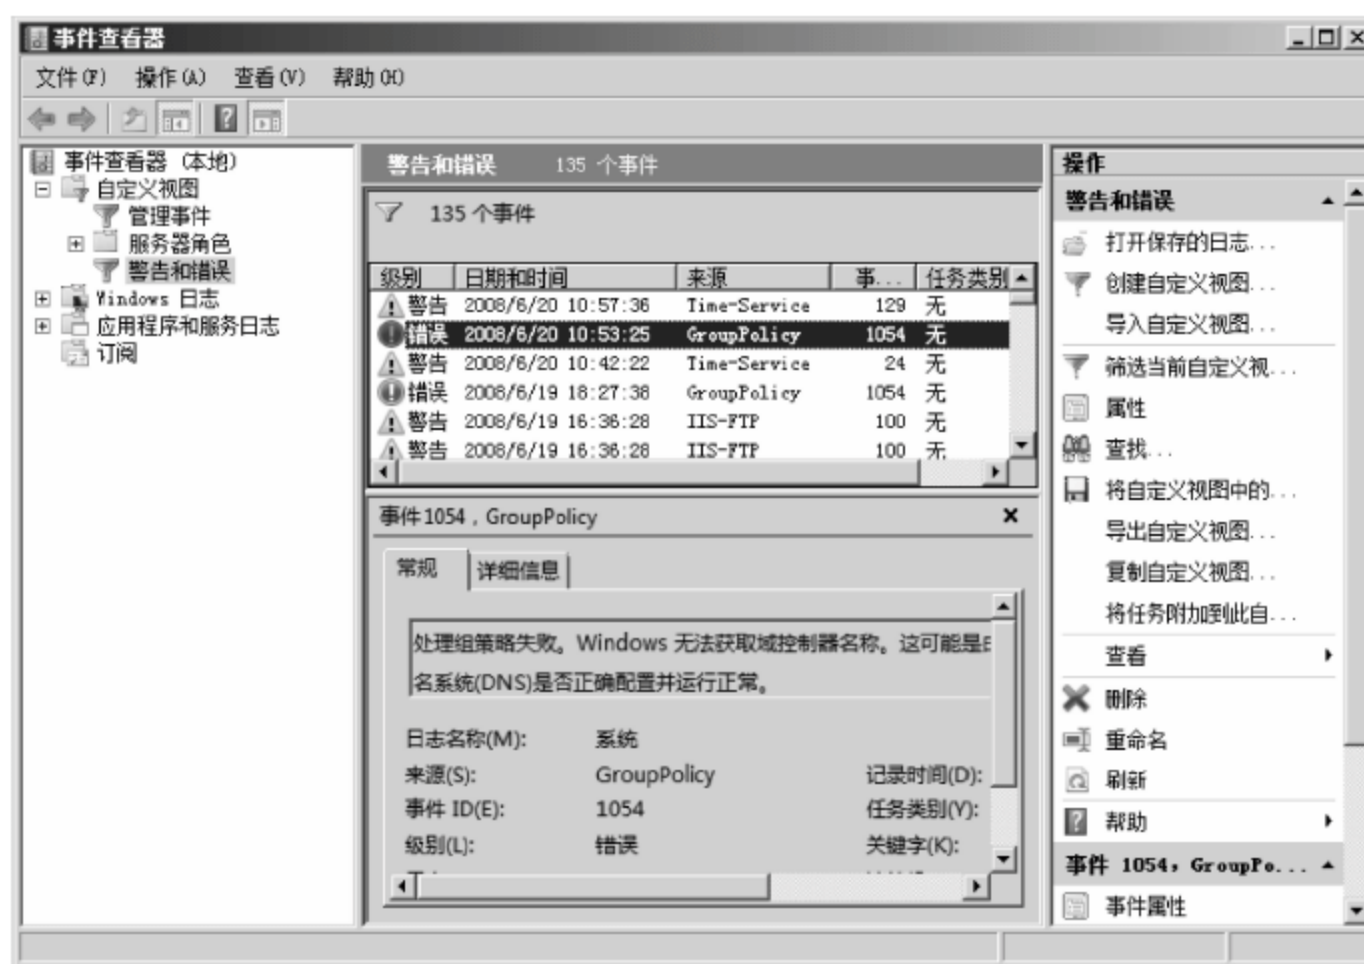 事件查看器
文件(F) 操作(A) 查看(V) 帮助(H)
事件查看器 (本地)
自定义视图
管理事件
服务器角色
警告和错误
Windows 日志
应用程序和服务日志
订阅
警告和错误 135 个事件
135 个事件
级别 日期和时间 来源 事... 任务类别
警告 2008/6/20 10:57:36 Time-Service 129 无
错误 2008/6/20 10:53:25 GroupPolicy 1054 无
警告 2008/6/20 10:42:22 Time-Service 24 无
错误 2008/6/19 18:27:38 GroupPolicy 1054 无
警告 2008/6/19 16:36:28 IIS-FTP 100 无
警告 2008/6/19 16:36:28 IIS-FTP 100 无
事件 1054，GroupPolicy
常规 详细信息
处理组策略失败。Windows 无法获取域控制器名称。这可能是
名系统(DNS)是否正确配置并运行正常。
日志名称(M): 系统
来源(S): GroupPolicy 记录时间(D):
事件 ID(E): 1054 任务类别(Y):
级别(L): 错误 关键字(K):
操作
警告和错误
打开保存的日志...
创建自定义视图...
导入自定义视图...
筛选当前自定义视...
属性
查找...
将自定义视图中的...
导出自定义视图...
复制自定义视图...
将任务附加到此自...
查看
删除
重命名
刷新
帮助
事件 1054，GroupPo...
事件属性